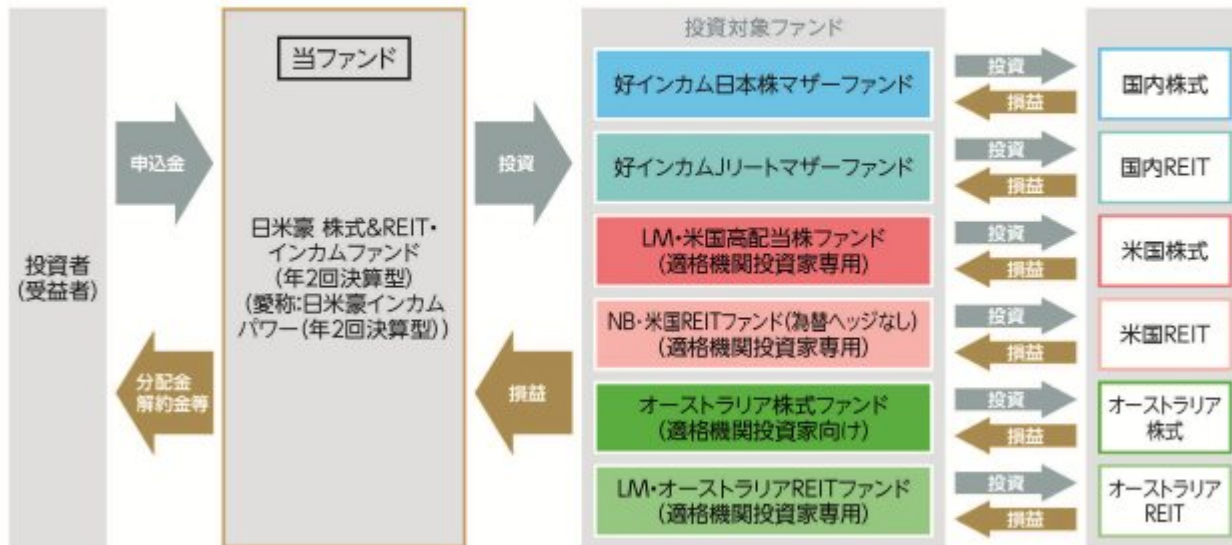 投資者
(受益者)
申込金
分配金
解約金等
当ファンド
日米豪 株式&REIT・
インカムファンド
(年2回決算型)
(愛称:日米豪インカム
パワー(年2回決算型))
投資
損益
投資対象ファンド
好インカム日本株マザーファンド
投資
損益
国内株式
好インカムJリートマザーファンド
投資
損益
国内REIT
LM・米国高配当株ファンド
(適格機関投資家専用)
投資
損益
米国株式
NB・米国REITファンド(為替ヘッジなし)
(適格機関投資家専用)
投資
損益
米国REIT
オーストラリア株式ファンド
(適格機関投資家向け)
投資
損益
オーストラリア
株式
LM・オーストラリアREITファンド
(適格機関投資家専用)
投資
損益
オーストラリア
REIT